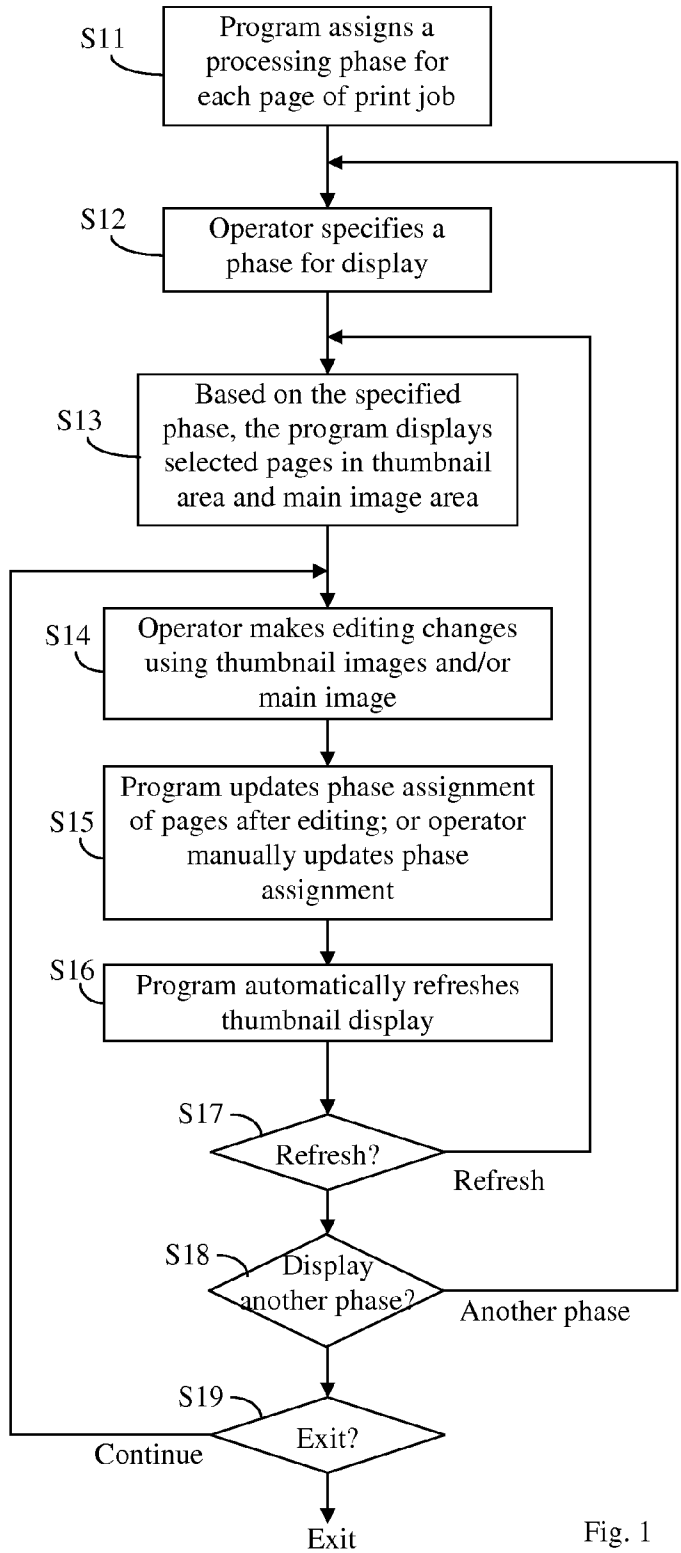 S11
Program assigns a
processing phase for
each page of print job
S12
Operator specifies a
phase for display
S13
Based on the specified
phase, the program displays
selected pages in thumbnail
area and main image area
S14
Operator makes editing changes
using thumbnail images and/or
main image
S15
Program updates phase assignment
of pages after editing; or operator
manually updates phase
assignment
S16
Program automatically refreshes
thumbnail display
S17
Refresh?
Refresh
S18
Display
another phase?
Another phase
S19
Exit?
Continue
Exit
Fig. 1